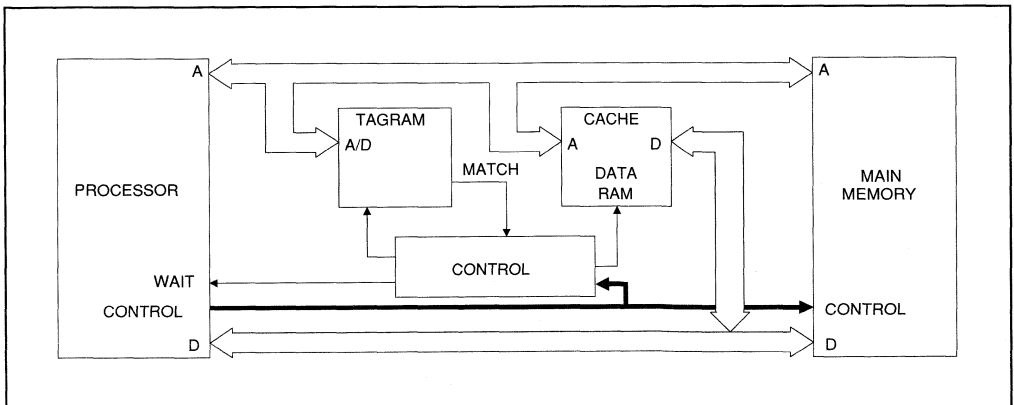 A
A
TAGRAM
CACHE
A/D
A
D
MATCH
DATA
RAM
PROCESSOR
MAIN
MEMORY
CONTROL
WAIT
CONTROL
CONTROL
D
D